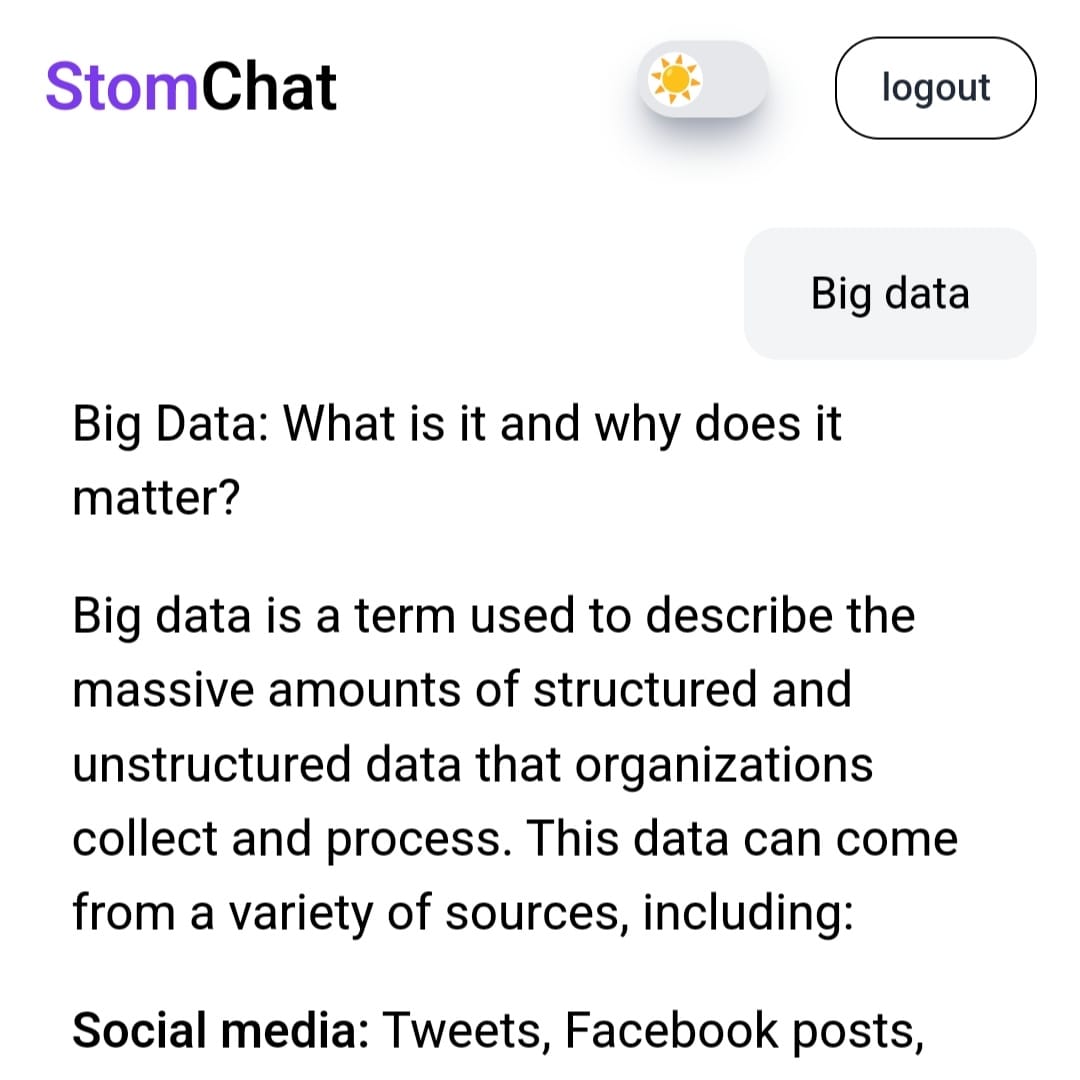 StomChat
logout
Big data
Big Data: What is it and why does it
matter?
Big data is a term used to describe the
massive amounts of structured and
unstructured data that organizations
collect and process. This data can come
from a variety of sources, including:
Social media: Tweets, Facebook posts,